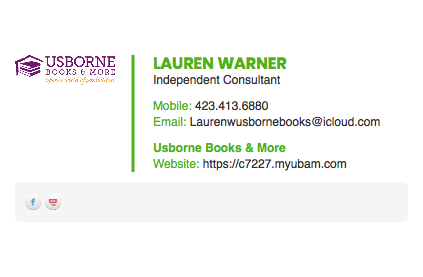 USBORNE
BOOKS & MORE
LAUREN WARNER
Independent Consultant
Mobile: 423.413.6880
Email: Laurenwusbornebooks@icloud.com
Usborne Books & More
Website: https://c7227.myubam.com
f